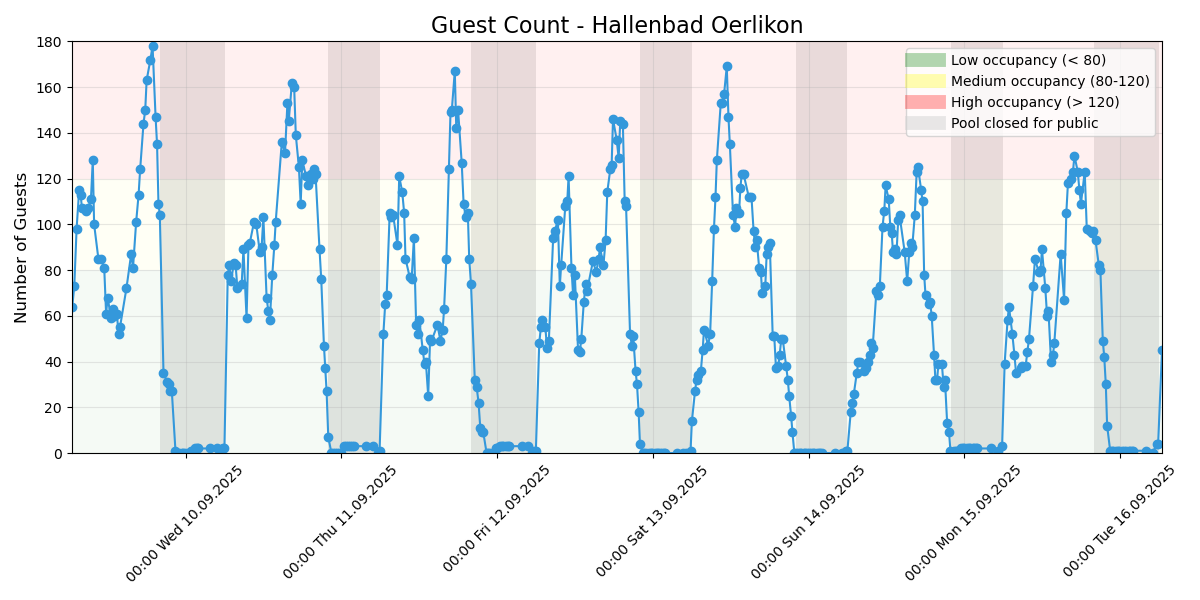 Guest Count - Hallenbad Oerlikon
Number of Guests
180
160
140
120
100
80
60
40
20
0
Low occupancy (< 80)
Medium occupancy (80-120)
High occupancy (> 120)
Pool closed for public
00:00 Wed 10.09.2025
00:00 Thu 11.09.2025
00:00 Fri 12.09.2025
00:00 Sat 13.09.2025
00:00 Sun 14.09.2025
00:00 Mon 15.09.2025
00:00 Tue 16.09.2025